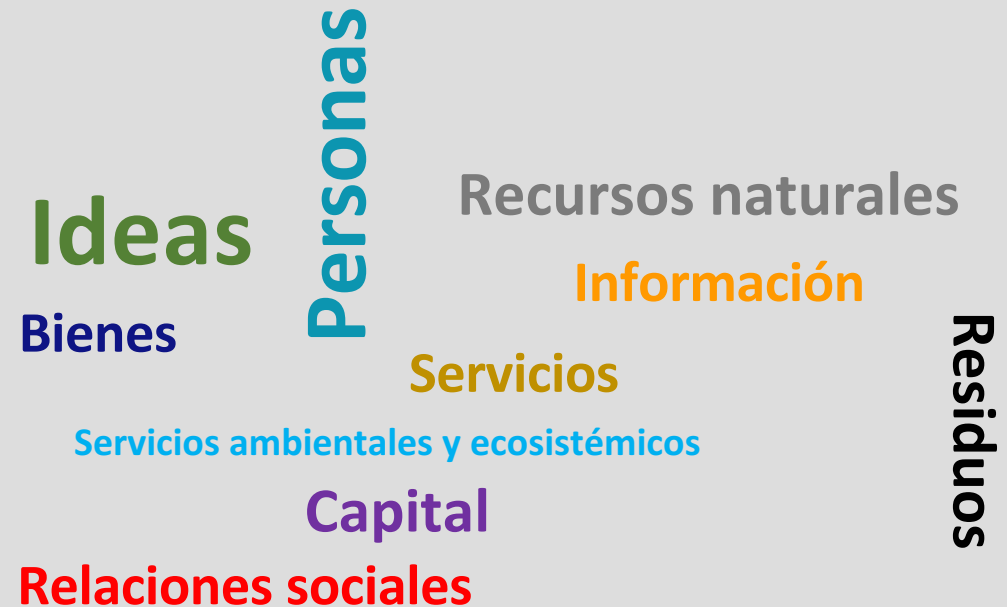 Personas
Recursos naturales
Ideas
Información
Bienes
Residuos
Servicios
Servicios ambientales y ecosistémicos
Capital
Relaciones sociales